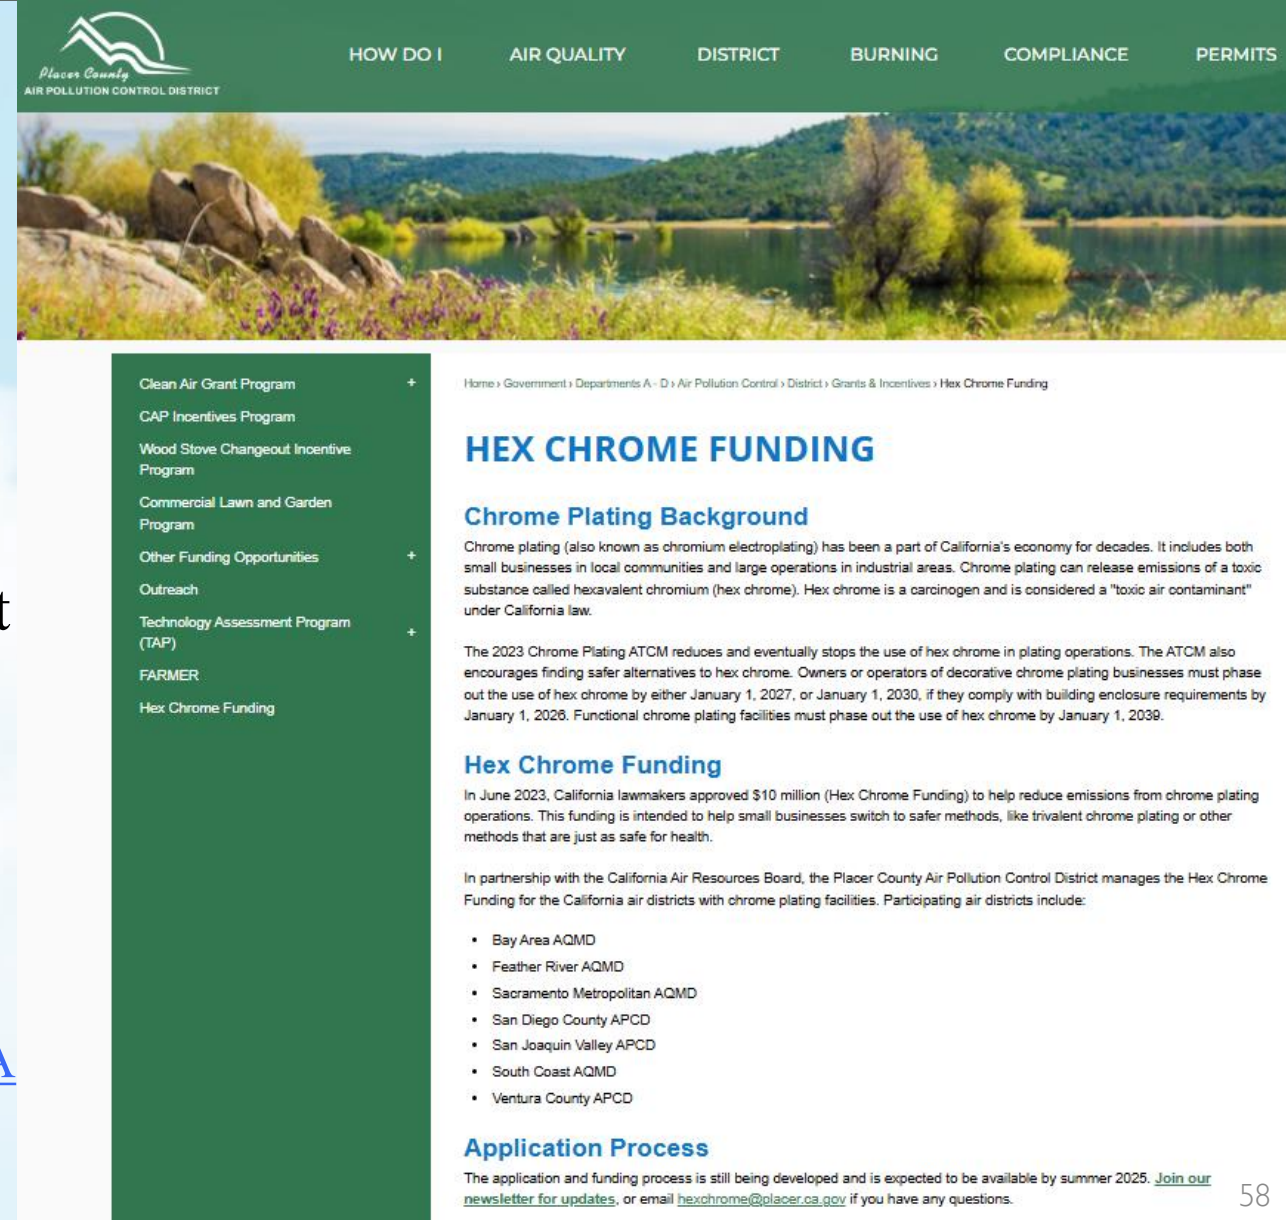 Placer County
AIR POLLUTION CONTROL DISTRICT
HOW DO I AIR QUALITY DISTRICT BURNING COMPLIANCE PERMITS
Clean Air Grant Program +
CAP Incentives Program
Wood Stove Changeout Incentive
Program
Commercial Lawn and Garden
Program
Other Funding Opportunities +
Outreach
Technology Assessment Program
(TAP) +
FARMER
Hex Chrome Funding
t
A
Home › Government › Departments A - D › Air Pollution Control › District › Grants & Incentives › Hex Chrome Funding
HEX CHROME FUNDING
Chrome Plating Background
Chrome plating (also known as chromium electroplating) has been a part of California's economy for decades. It includes both
small businesses in local communities and large operations in industrial areas. Chrome plating can release emissions of a toxic
substance called hexavalent chromium (hex chrome). Hex chrome is a carcinogen and is considered a "toxic air contaminant"
under California law.
The 2023 Chrome Plating ATCM reduces and eventually stops the use of hex chrome in plating operations. The ATCM also
encourages finding safer alternatives to hex chrome. Owners or operators of decorative chrome plating businesses must phase
out the use of hex chrome by either January 1, 2027, or January 1, 2030, if they comply with building enclosure requirements by
January 1, 2026. Functional chrome plating facilities must phase out the use of hex chrome by January 1, 2039.
Hex Chrome Funding
In June 2023, California lawmakers approved $10 million (Hex Chrome Funding) to help reduce emissions from chrome plating
operations. This funding is intended to help small businesses switch to safer methods, like trivalent chrome plating or other
methods that are just as safe for health.
In partnership with the California Air Resources Board, the Placer County Air Pollution Control District manages the Hex Chrome
Funding for the California air districts with chrome plating facilities. Participating air districts include:
• Bay Area AQMD
• Feather River AQMD
• Sacramento Metropolitan AQMD
• San Diego County APCD
• San Joaquin Valley APCD
• South Coast AQMD
• Ventura County APCD
Application Process
The application and funding process is still being developed and is expected to be available by summer 2025. Join our
newsletter for updates, or email hexchrome@placer.ca.gov if you have any questions.
58